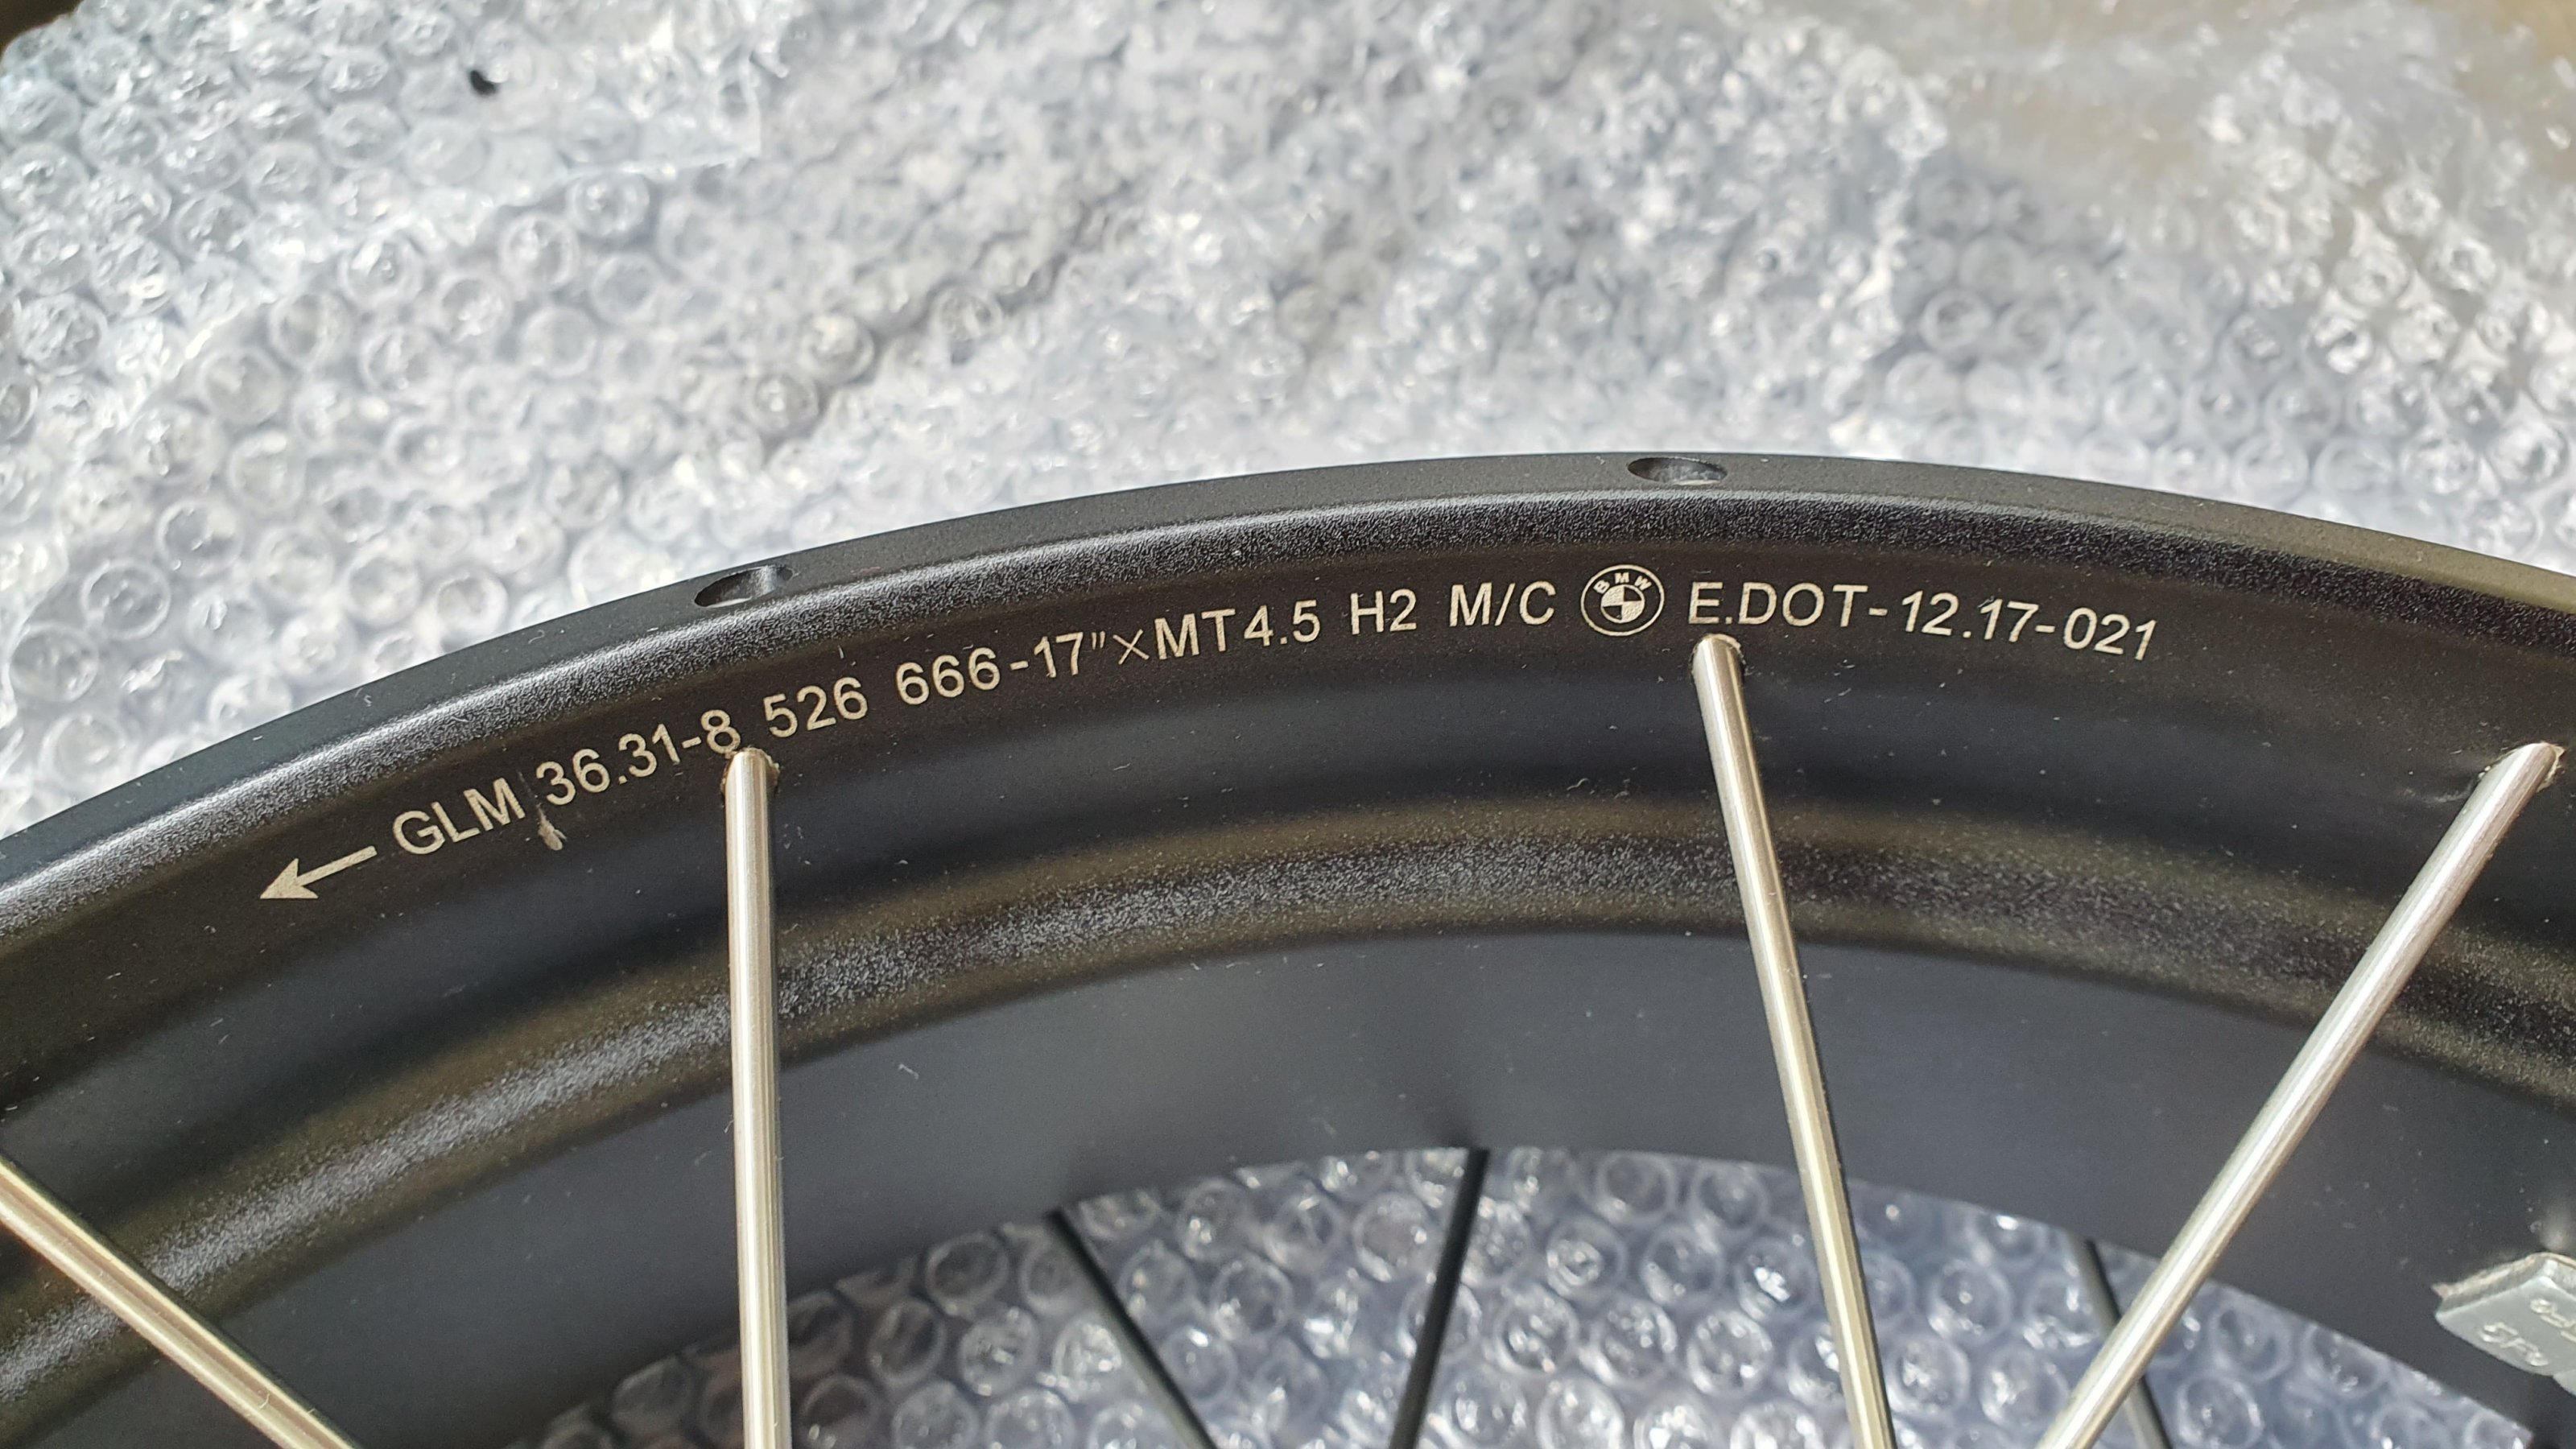 ← GLM 36.31-8 526 666-17"×MT4.5 H2 M/C BMW E.DOT-12.17-021